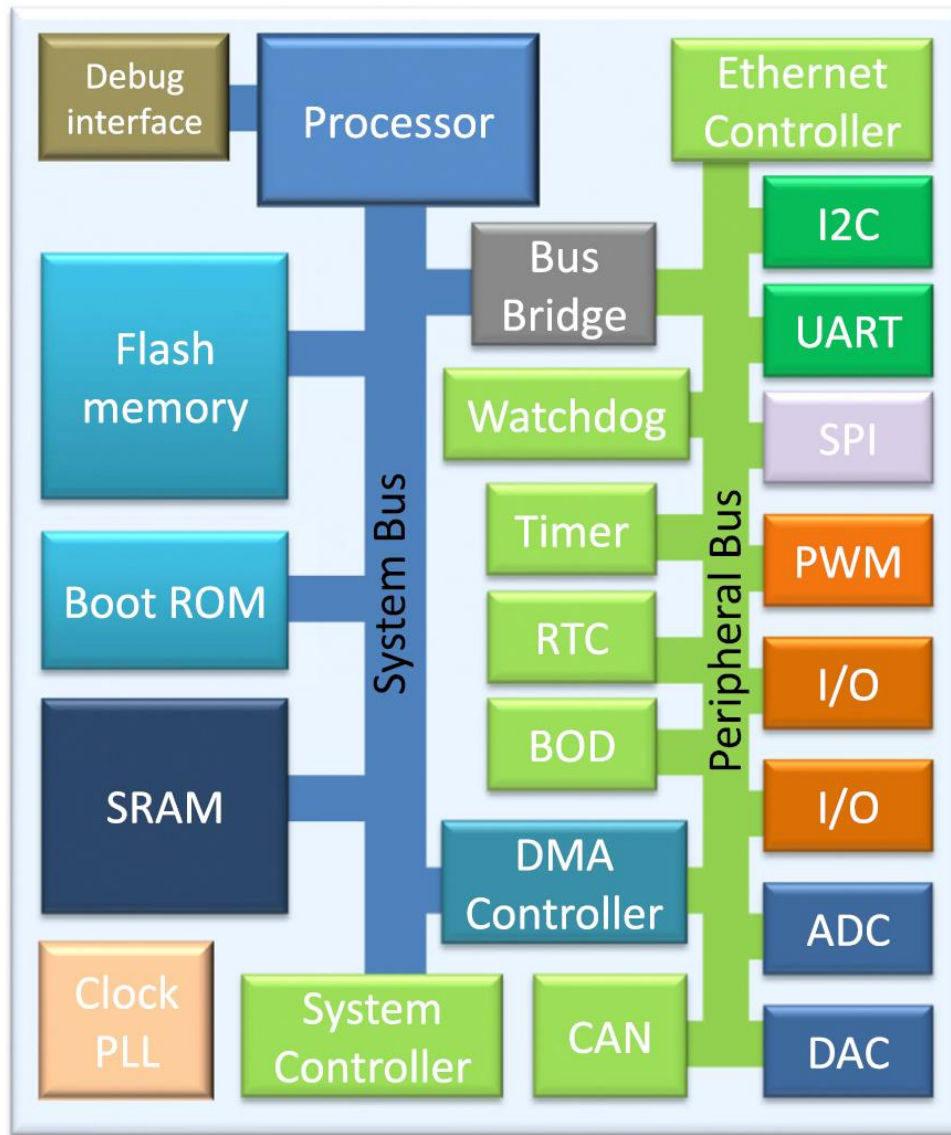 Debug
interface
Processor
Ethernet
Controller
I2C
Bus
Bridge
Flash
memory
UART
Watchdog
SPI
System Bus
Peripheral Bus
Timer
PWM
Boot ROM
RTC
I/O
BOD
SRAM
I/O
DMA
Controller
ADC
Clock
PLL
System
Controller
CAN
DAC